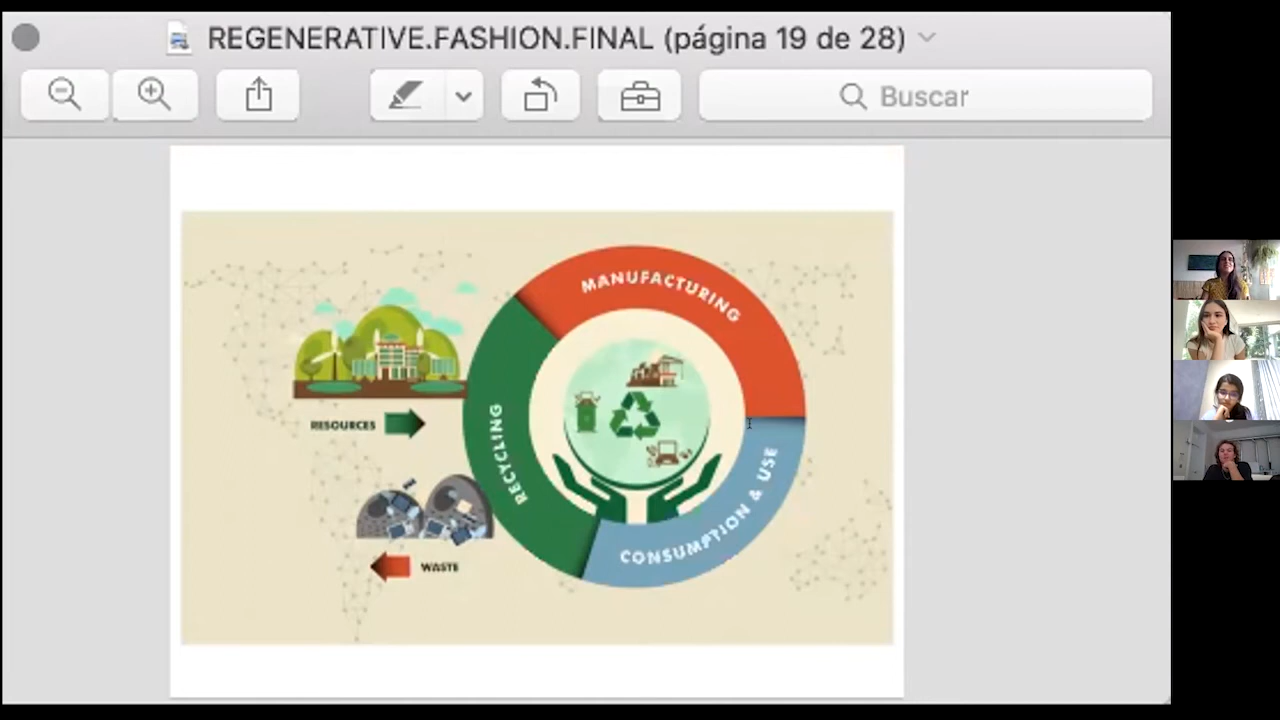 REGENERATIVE.FASHION.FINAL (página 19 de 28)
Buscar
MANUFACTURING
RESOURCES
RECYCLING
CONSUMPTION & USE
WASTE